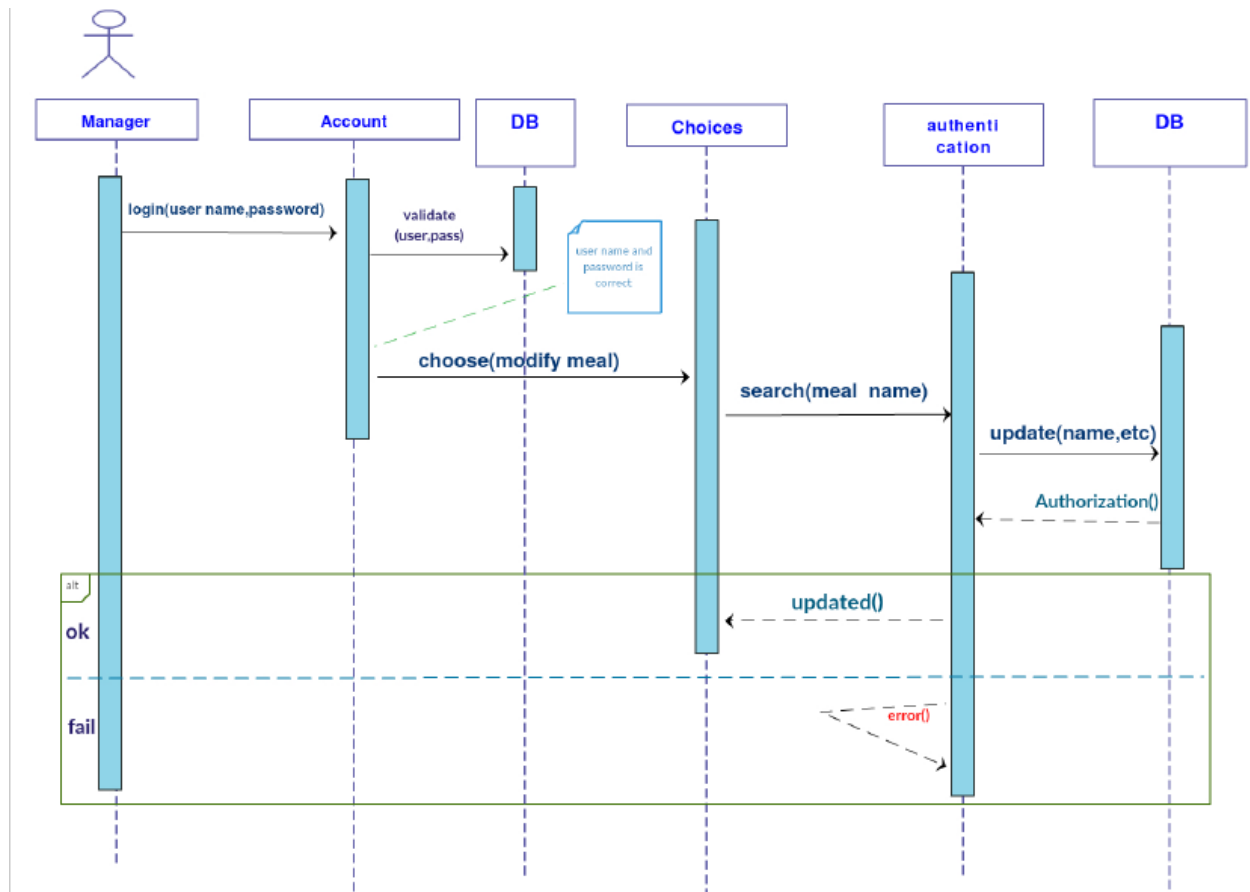 Manager
Account
DB
Choices
authenti
cation
DB
login(user name,password)
validate
(user,pass)
user name and
password is
correct
choose(modify meal)
search(meal name)
update(name,etc)
Authorization()
alt
updated()
ok
error()
fail